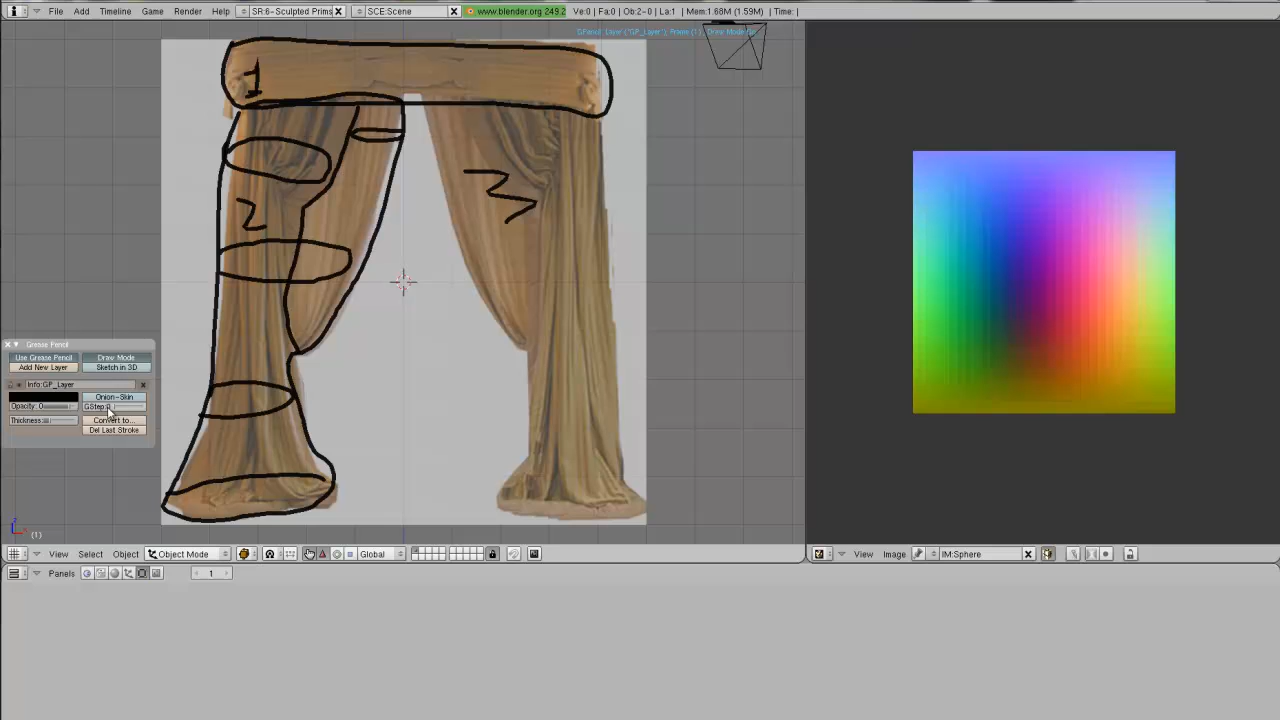 File Add Timeline Game Render Help SR:6-Sculpted Prims SCE:Scene www.blender.org 249.2 Ve:0 | Fa:0 | Ob:2-0 | La:1 | Mem:1.68M (1.59M) | Time: |
1
2
3
Grease Pencil
Use Grease Pencil Draw Mode
Add New Layer Sketch in 3D
Info:GP_Layer
Onion-Skin
Opacity: 0 GStep:
Thickness: Convert to...
Del Last Stroke
(1)
View Select Object Object Mode Global
View Image IM:Sphere
Panels 1